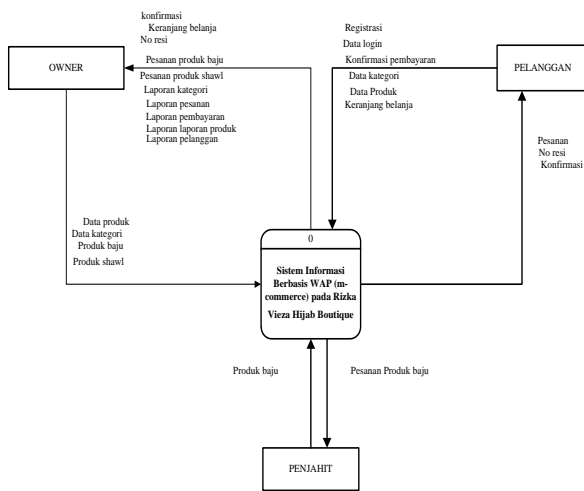 konfirmasi
Keranjang belanja
No resi
Pesanan produk baju
Pesanan produk shawl
Laporan kategori
Laporan pesanan
Laporan pembayaran
Laporan laporan produk
Laporan pelanggan
OWNER
Registrasi
Data login
Konfirmasi pembayaran
Data kategori
Data Produk
Keranjang belanja
PELANGGAN
Pesanan
No resi
Konfirmasi
Data produk
Data kategori
Produk baju
Produk shawl
0
Sistem Informasi
Berbasis WAP (m-
commerce) pada Rizka
Vieza Hijab Boutique
Produk baju
Pesanan Produk baju
PENJAHIT